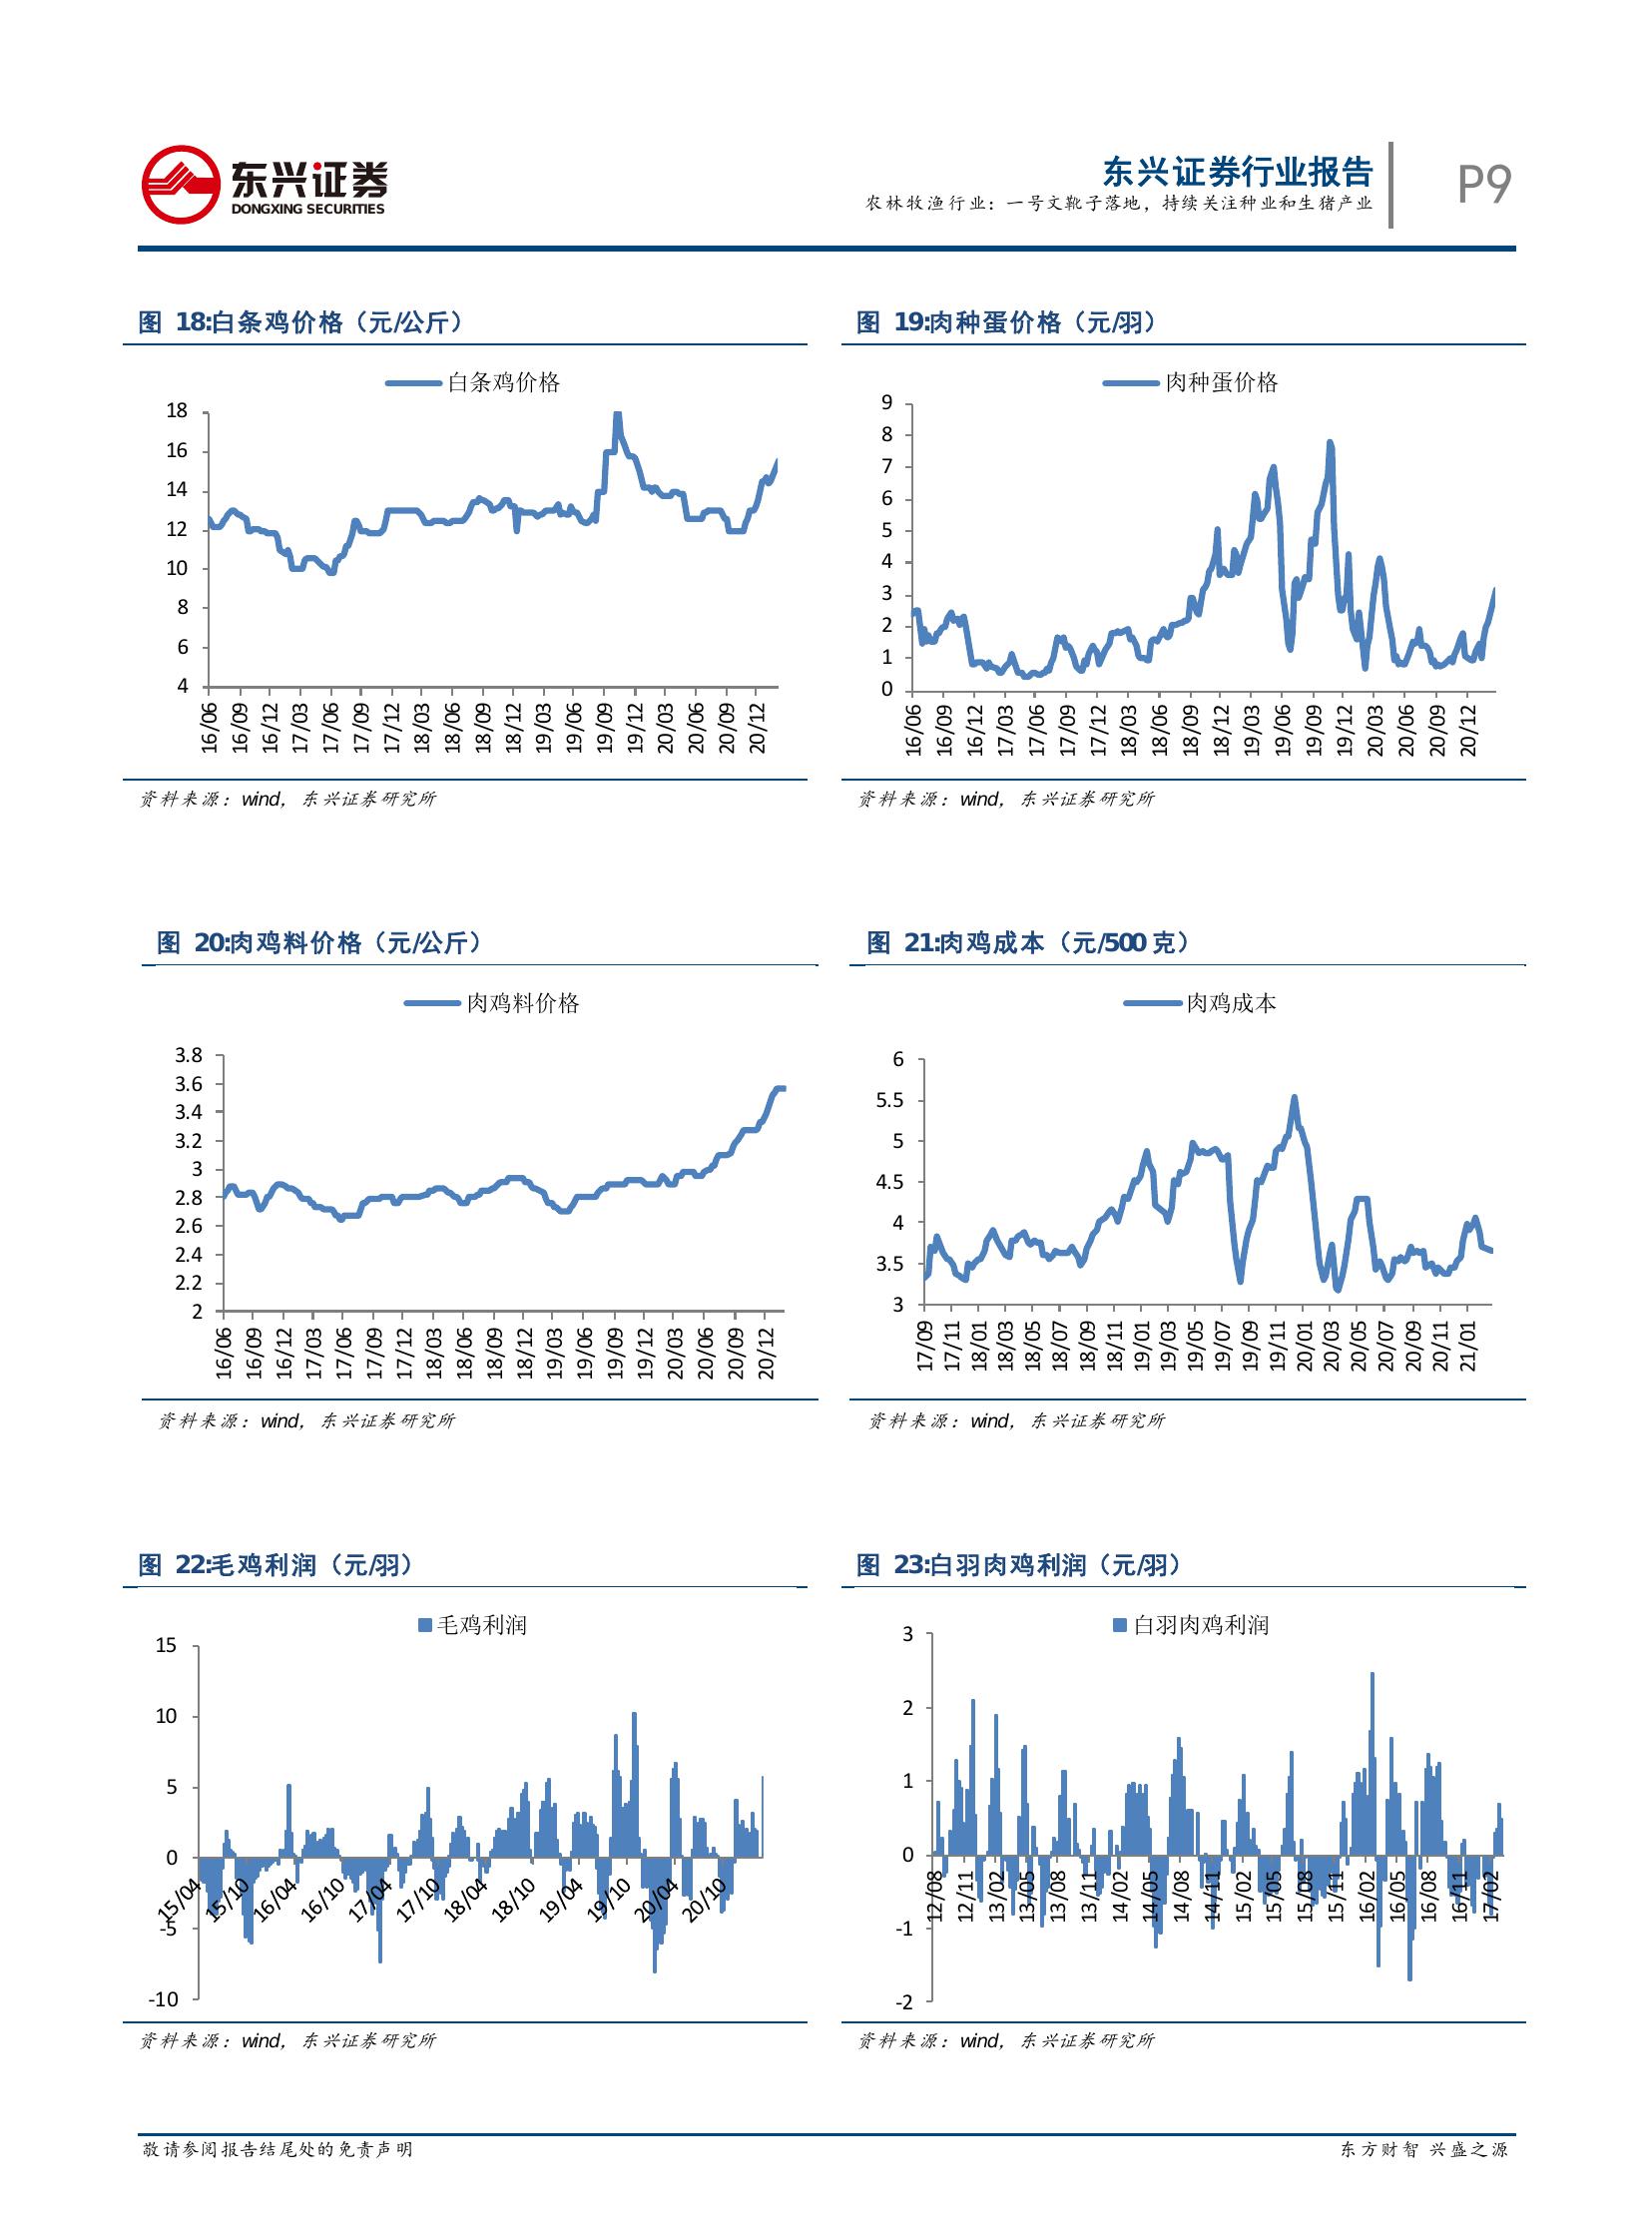 东兴证券
DONGXING SECURITIES
东兴证券行业报告
农林牧渔行业：一号文靴子落地，持续关注种业和生猪产业
P9
图 18:白条鸡价格（元/公斤）
白条鸡价格
18
16
14
12
10
8
6
4
16/06 16/09 16/12 17/03 17/06 17/09 17/12 18/03 18/06 18/09 18/12 19/03 19/06 19/09 19/12 20/03 20/06 20/09 20/12
资料来源：wind，东兴证券研究所
图 19:肉种蛋价格（元/羽）
肉种蛋价格
9
8
7
6
5
4
3
2
1
0
16/06 16/09 16/12 17/03 17/06 17/09 17/12 18/03 18/06 18/09 18/12 19/03 19/06 19/09 19/12 20/03 20/06 20/09 20/12
资料来源：wind，东兴证券研究所
图 20:肉鸡料价格（元/公斤）
肉鸡料价格
3.8
3.6
3.4
3.2
3
2.8
2.6
2.4
2.2
2
16/06 16/09 16/12 17/03 17/06 17/09 17/12 18/03 18/06 18/09 18/12 19/03 19/06 19/09 19/12 20/03 20/06 20/09 20/12
资料来源：wind，东兴证券研究所
图 21:肉鸡成本（元/500 克）
肉鸡成本
6
5.5
5
4.5
4
3.5
3
17/09 17/11 18/01 18/03 18/05 18/07 18/09 18/11 19/01 19/03 19/05 19/07 19/09 19/11 20/01 20/03 20/05 20/07 20/09 20/11 21/01
资料来源：wind，东兴证券研究所
图 22:毛鸡利润（元/羽）
毛鸡利润
15
10
5
0
-5
-10
15/04 15/10 16/04 16/10 17/04 17/10 18/04 18/10 19/04 19/10 20/04 20/10
资料来源：wind，东兴证券研究所
图 23:白羽肉鸡利润（元/羽）
白羽肉鸡利润
3
2
1
0
-1
-2
12/08 12/11 13/02 13/05 13/08 13/11 14/02 14/05 14/08 14/11 15/02 15/05 15/08 15/11 16/02 16/05 16/08 16/11 17/02
资料来源：wind，东兴证券研究所
敬请参阅报告结尾处的免责声明
东方财智 兴盛之源